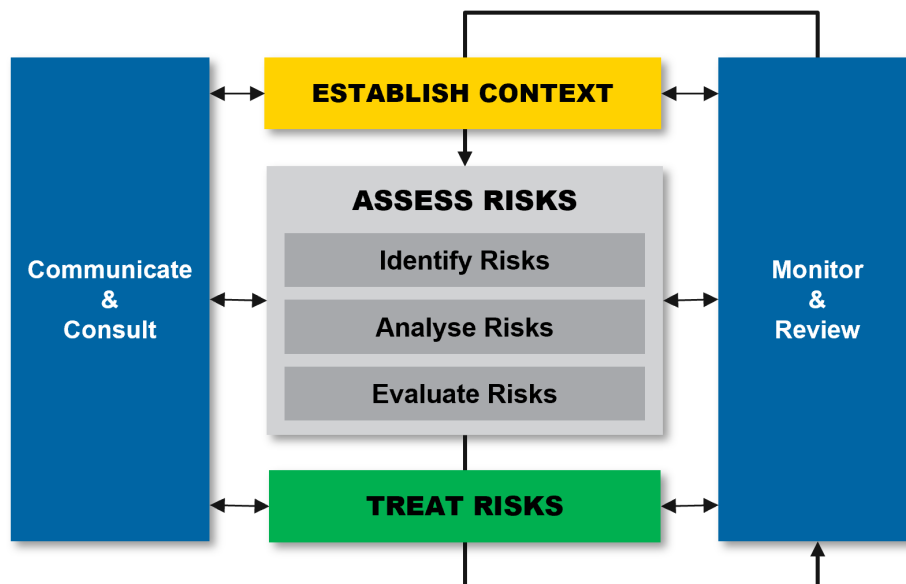 ESTABLISH CONTEXT
ASSESS RISKS
Identify Risks
Analyse Risks
Evaluate Risks
TREAT RISKS
Communicate
&
Consult
Monitor
&
Review